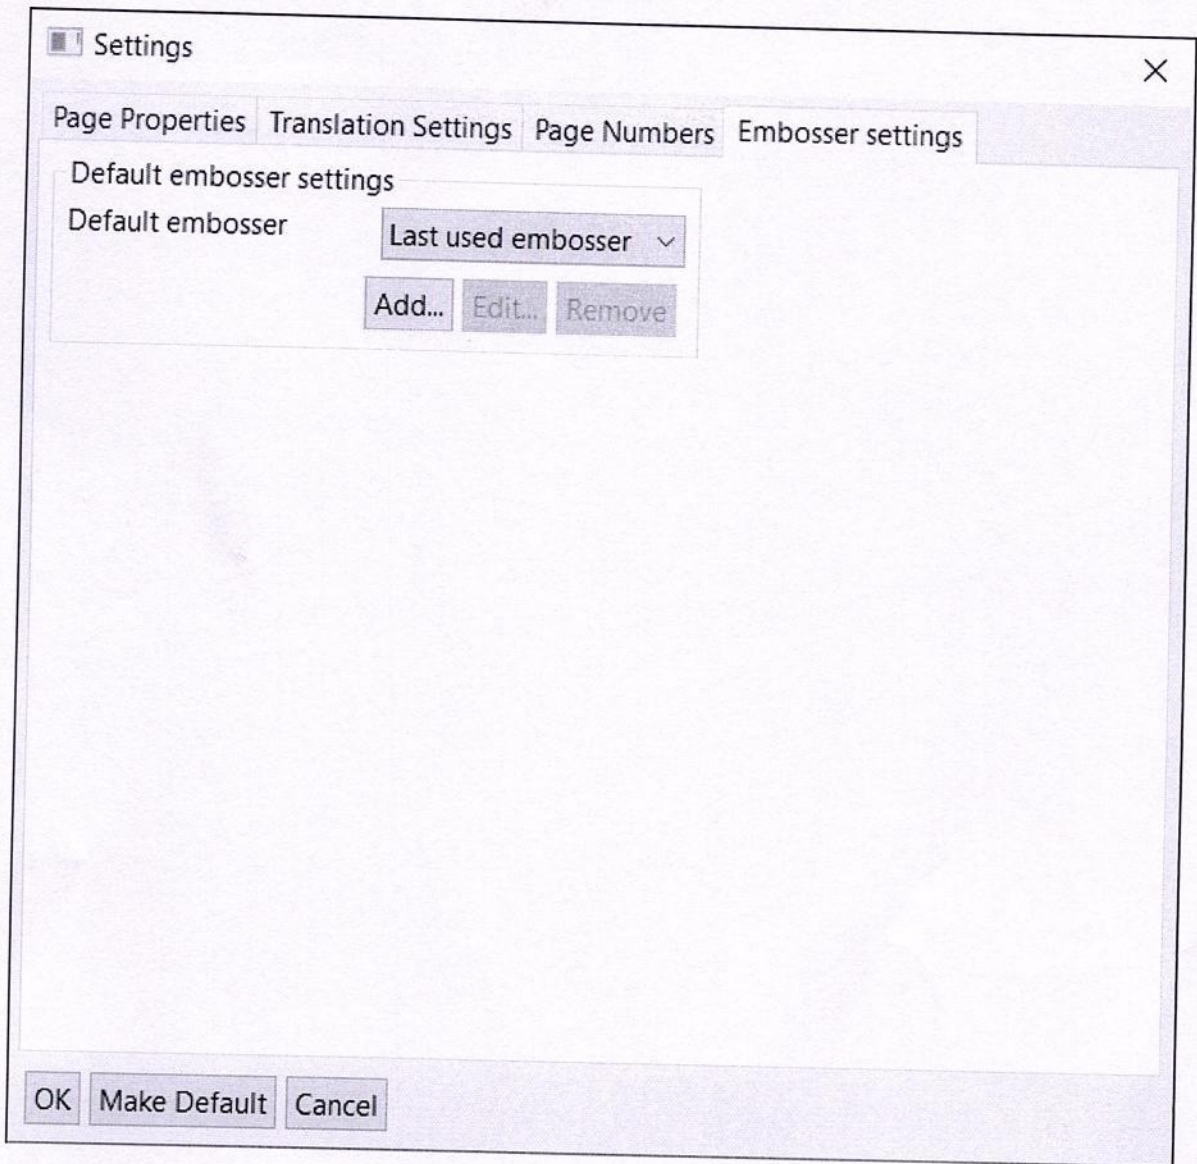 Settings
Page Properties Translation Settings Page Numbers Embosser settings
Default embosser settings
Default embosser Last used embosser
Add... Edit... Remove
OK Make Default Cancel